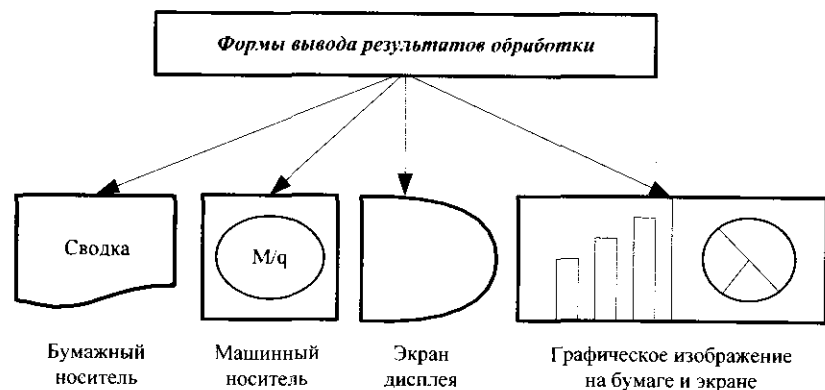 Формы вывода результатов обработки
Сводка
M/q
Бумажный
носитель
Машинный
носитель
Экран
дисплея
Графическое изображение
на бумаге и экране